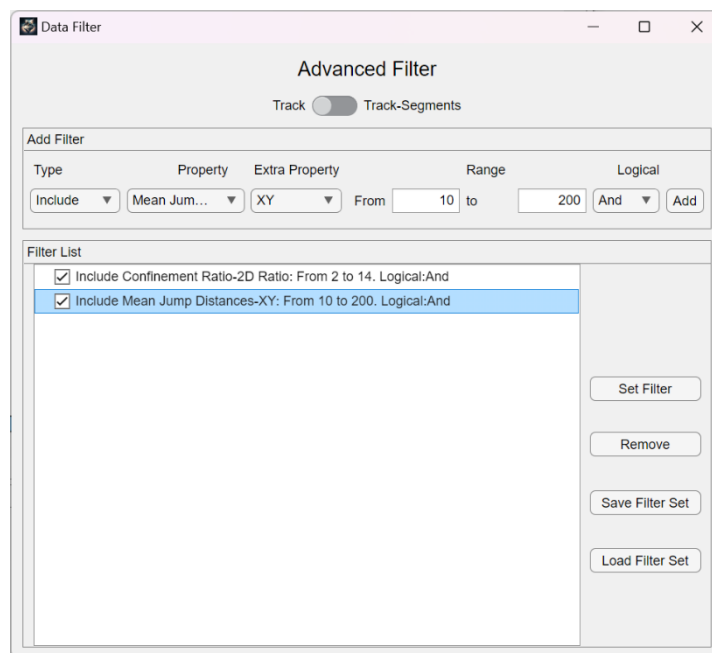 Data Filter
Advanced Filter
Track Track-Segments
Add Filter
Type Property Extra Property Range Logical
Include Mean Jum... XY From 10 to 200 And Add
Filter List
Include Confinement Ratio-2D Ratio: From 2 to 14. Logical:And
Include Mean Jump Distances-XY: From 10 to 200. Logical:And
Set Filter
Remove
Save Filter Set
Load Filter Set